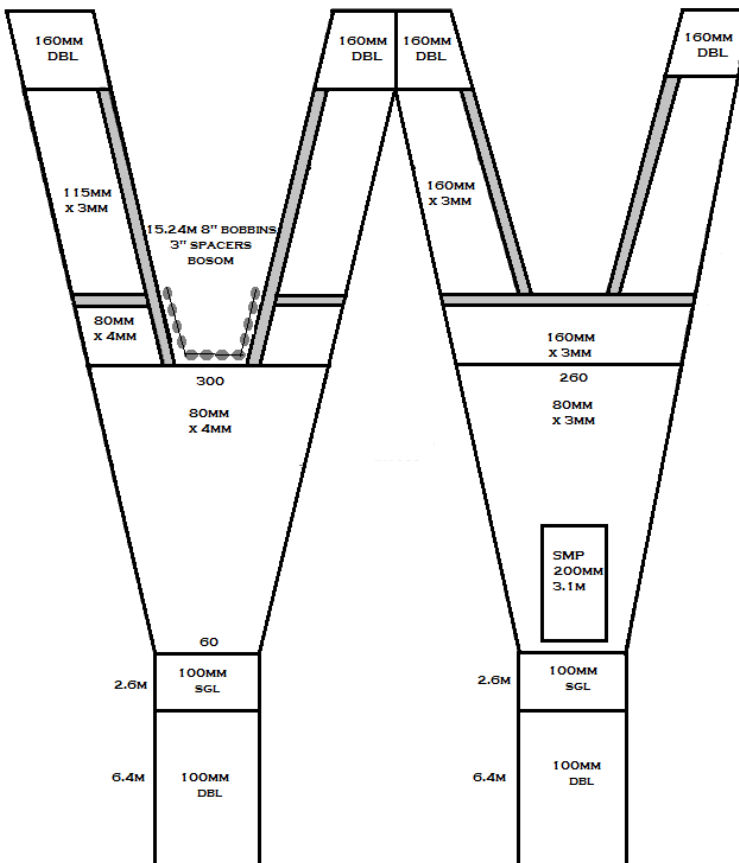 160MM
DBL
160MM
DBL
160MM
DBL
160MM
DBL
115MM
X 3MM
160MM
X 3MM
15.24M 8" BOBBINS
3" SPACERS
BOSOM
80MM
X 4MM
160MM
X 3MM
300
80MM
X 4MM
260
80MM
X 3MM
SMP
200MM
3.1M
60
2.6M
100MM
SGL
2.6M
100MM
SGL
6.4M
100MM
DBL
6.4M
100MM
DBL